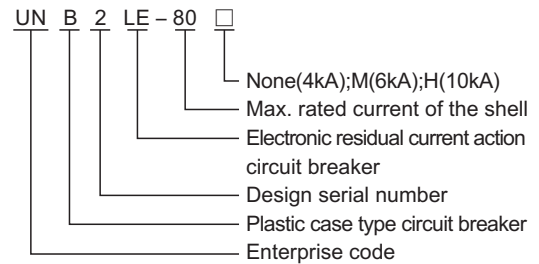 UN B 2 LE – 80 □
None(4kA);M(6kA);H(10kA)
Max. rated current of the shell
Electronic residual current action
circuit breaker
Design serial number
Plastic case type circuit breaker
Enterprise code